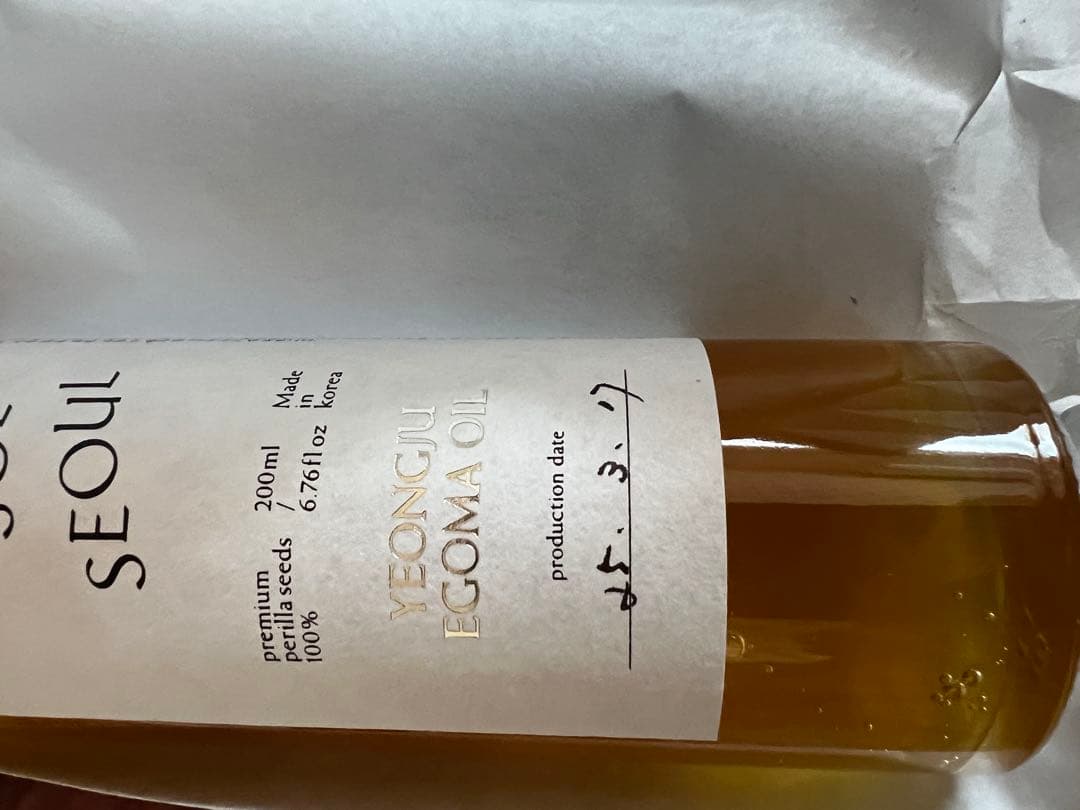 SEOUL
premium
perilla seeds
100%
200ml
/
6.76fl oz
Made
in
korea
YEONGJU
EGOMA OIL
production date
25. 3. 17